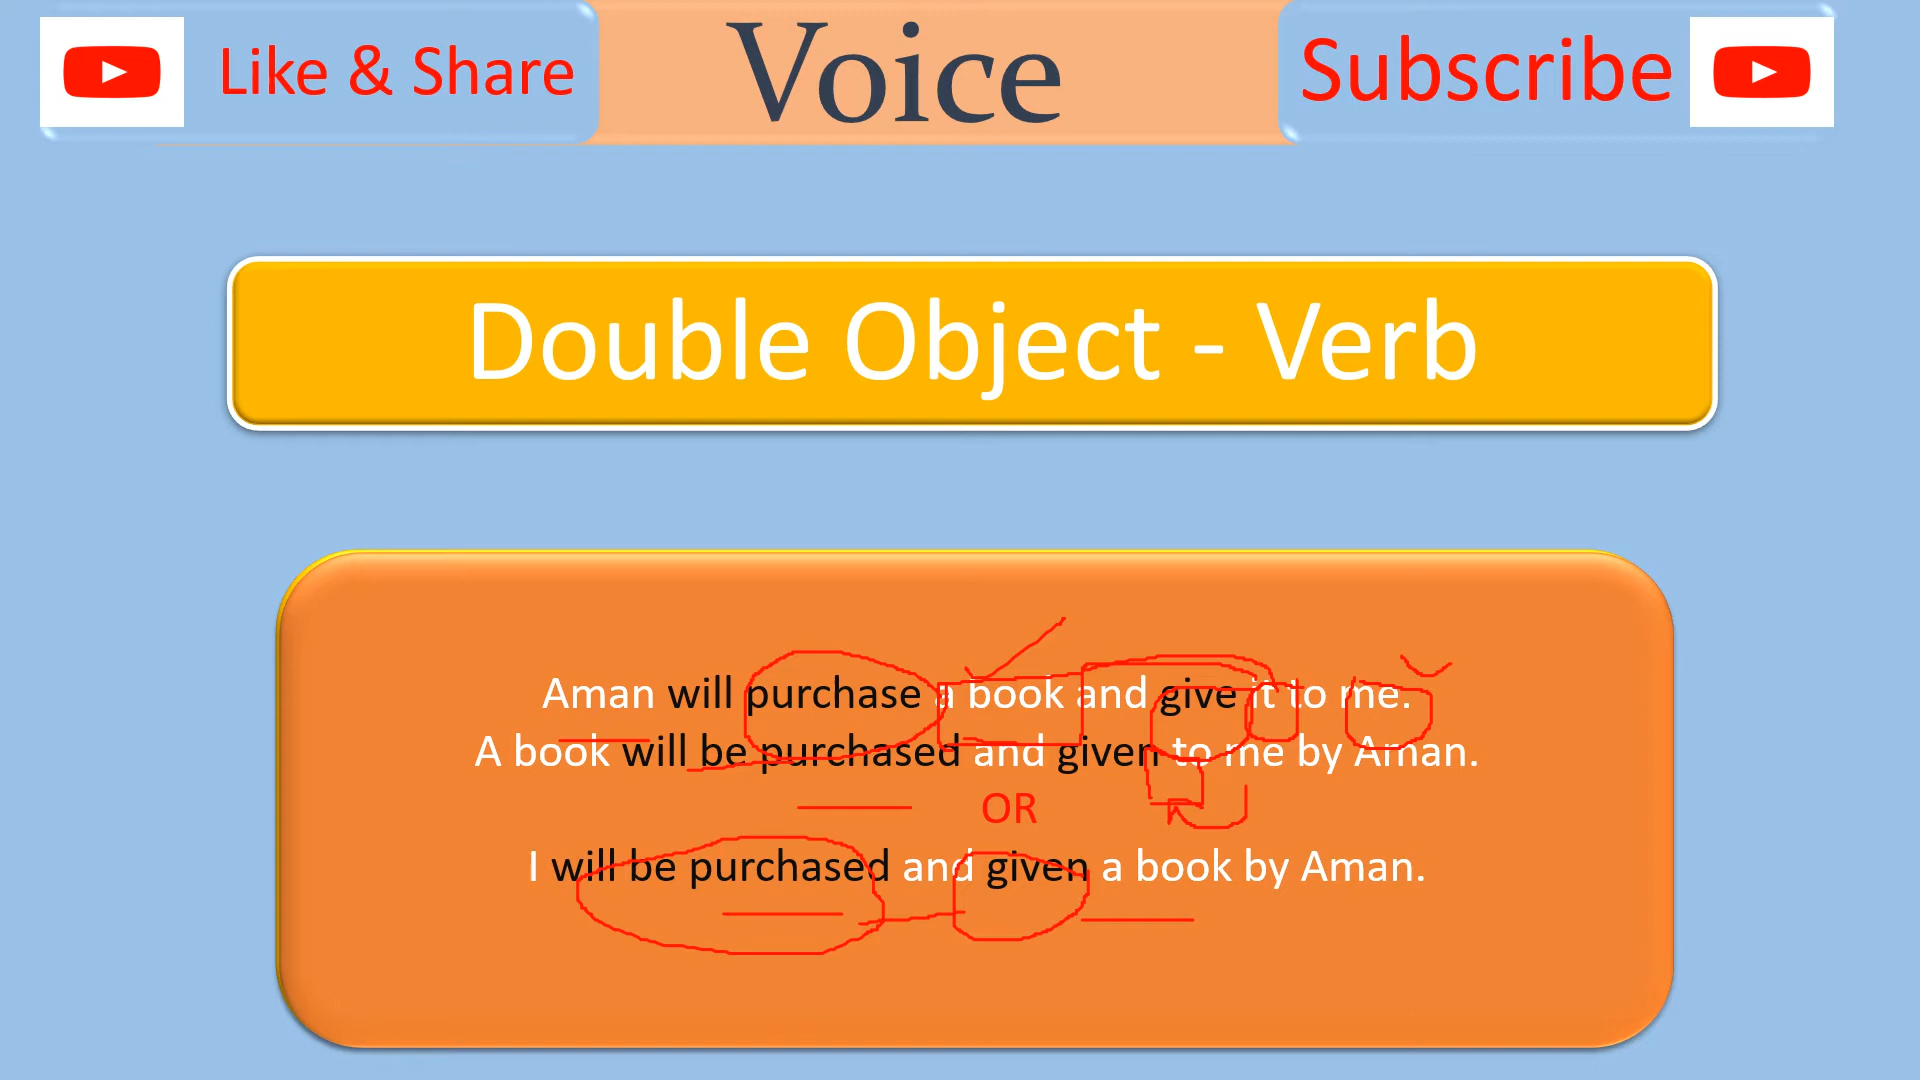 Like & Share
Voice
Subscribe
Double Object - Verb
Aman will purchase a book and give it to me.
A book will be purchased and given to me by Aman.
OR
I will be purchased and given a book by Aman.